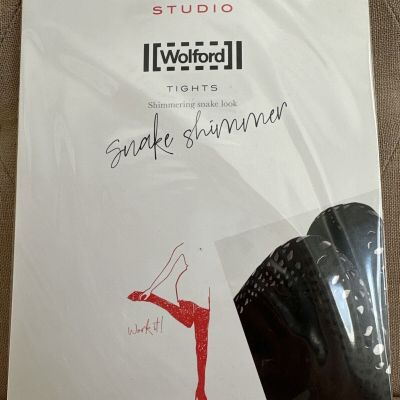 STUDIO
Wolford
TIGHTS
Shimmering snake look
snake shimmer
Work it!